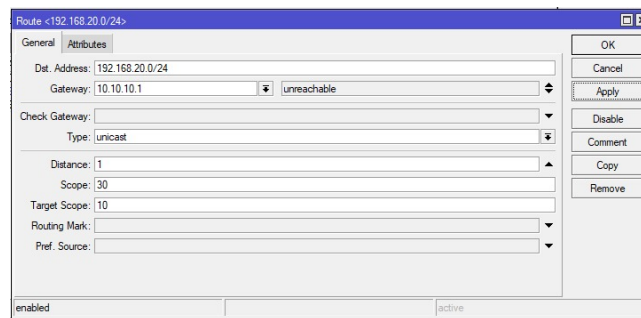 Route <192.168.20.0/24>
General Attributes
OK
Dst. Address: 192.168.20.0/24
Cancel
Gateway: 10.10.10.1 unreachable
Apply
Check Gateway:
Disable
Type: unicast
Comment
Distance: 1
Copy
Scope: 30
Remove
Target Scope: 10
Routing Mark:
Pref. Source:
enabled active